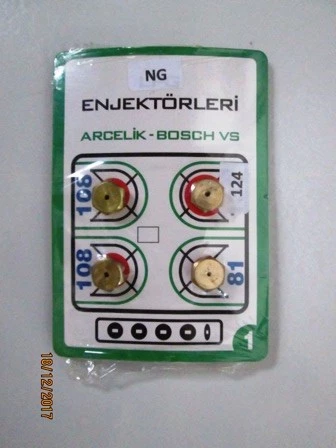 NG
ENJEKTÖRLERİ
ARCELİK - BOSCH VS
108
124
108
81
1
18/12/2017